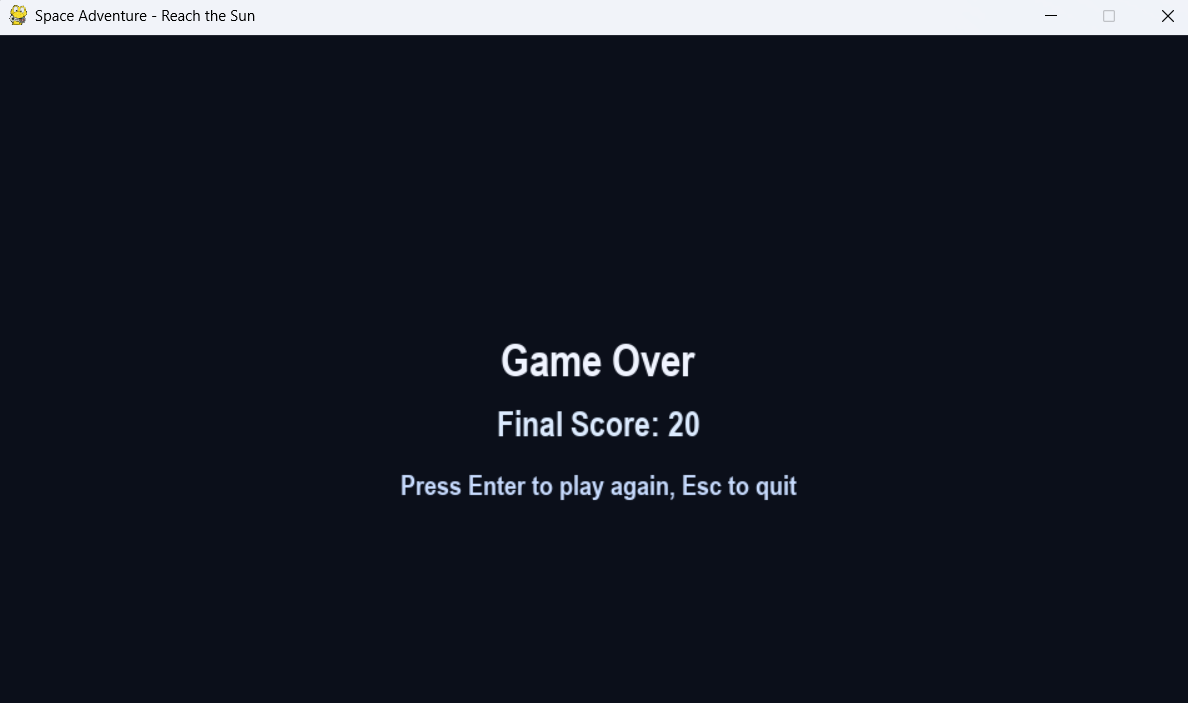 Space Adventure - Reach the Sun
Game Over
Final Score: 20
Press Enter to play again, Esc to quit